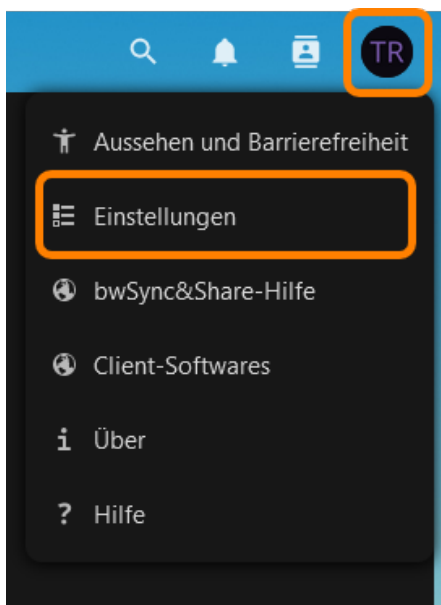 TR
Aussehen und Barrierefreiheit
Einstellungen
bwSync&Share-Hilfe
Client-Softwares
i Über
? Hilfe